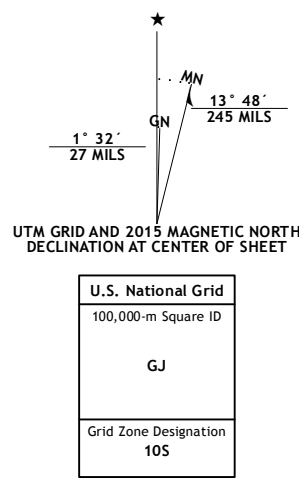 ★
MN
GN
13° 48´
245 MILS
1° 32´
27 MILS
UTM GRID AND 2015 MAGNETIC NORTH
DECLINATION AT CENTER OF SHEET
U.S. National Grid
100,000-m Square ID
GJ
Grid Zone Designation
10S